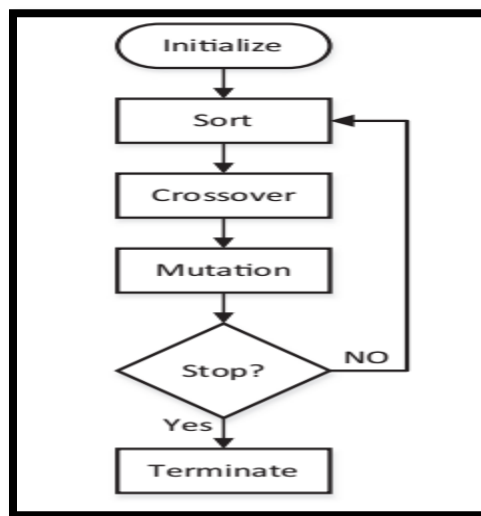 Initialize
Sort
Crossover
Mutation
Stop?
NO
Yes
Terminate